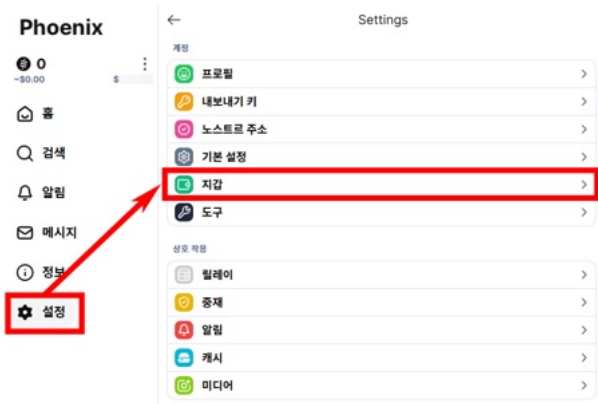 Phoenix
0
~$0.00
$
홈
검색
알림
메시지
정보
설정
Settings
계정
프로필
내보내기 키
노스트르 주소
기본 설정
지갑
도구
상호 작용
릴레이
중재
알림
캐시
미디어